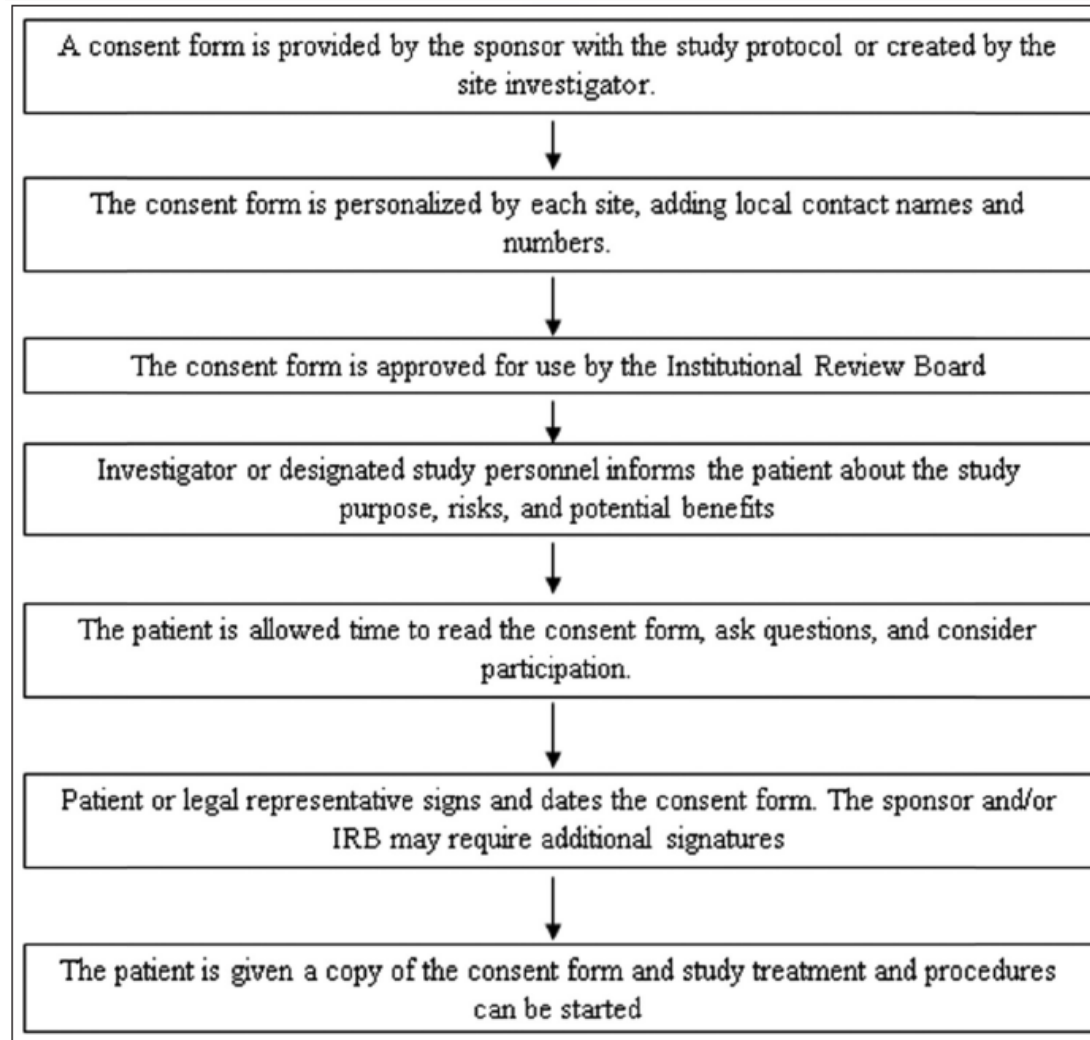 A consent form is provided by the sponsor with the study protocol or created by the
site investigator.
The consent form is personalized by each site, adding local contact names and
numbers.
The consent form is approved for use by the Institutional Review Board
Investigator or designated study personnel informs the patient about the study
purpose, risks, and potential benefits
The patient is allowed time to read the consent form, ask questions, and consider
participation.
Patient or legal representative signs and dates the consent form. The sponsor and/or
IRB may require additional signatures
The patient is given a copy of the consent form and study treatment and procedures
can be started